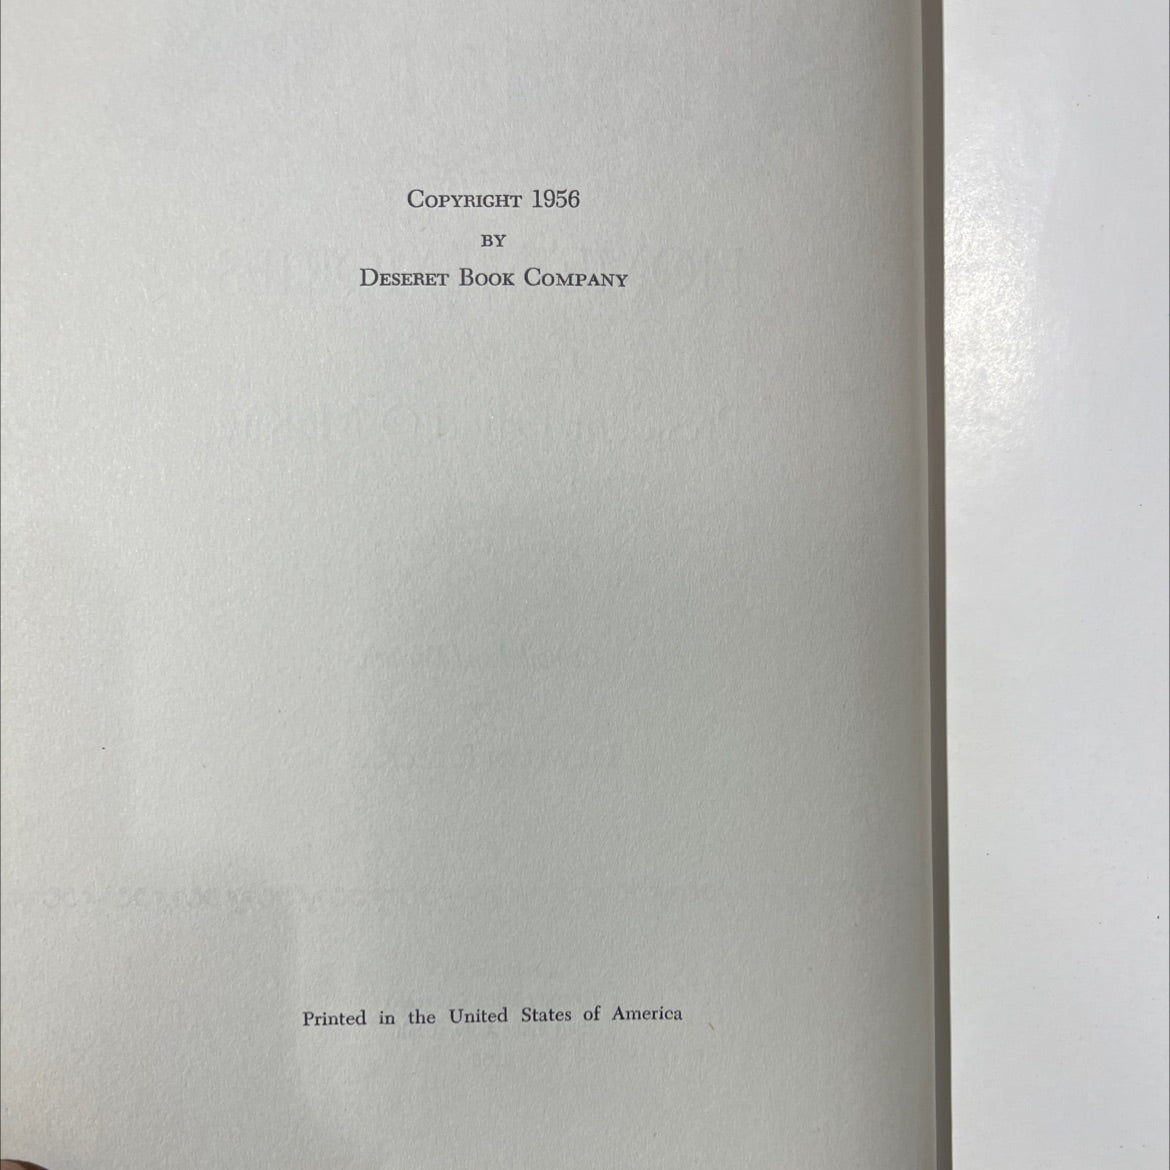 Copyright 1956
by
Deseret Book Company
Printed in the United States of America